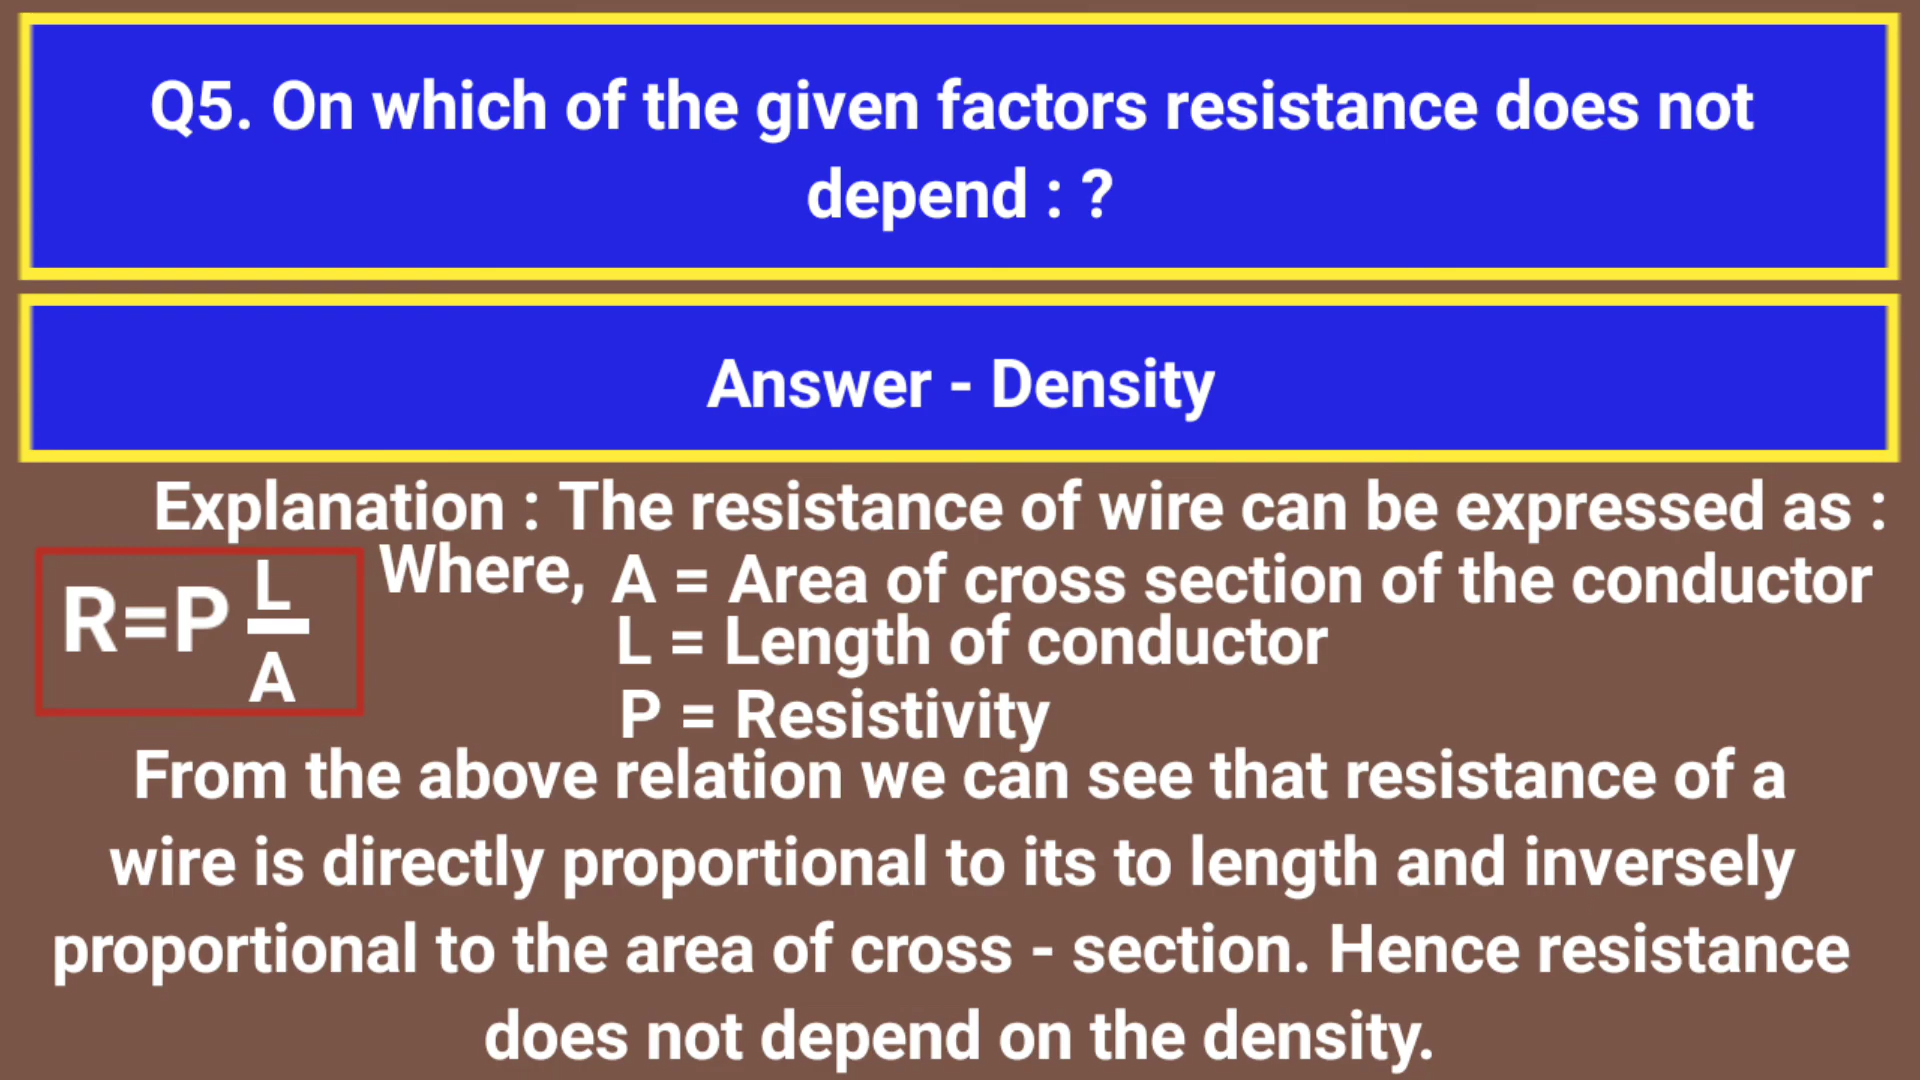 Q5. On which of the given factors resistance does not
depend : ?
Answer - Density
Explanation : The resistance of wire can be expressed as :
R=P L/A
Where, A = Area of cross section of the conductor
L = Length of conductor
P = Resistivity
From the above relation we can see that resistance of a
wire is directly proportional to its to length and inversely
proportional to the area of cross - section. Hence resistance
does not depend on the density.